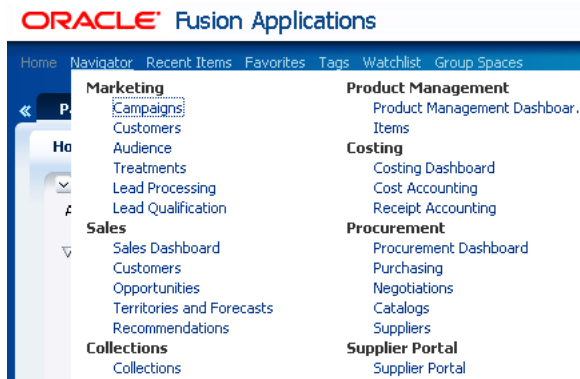 ORACLE Fusion Applications
Home Navigator Recent Items Favorites Tags Watchlist Group Spaces
Marketing
Campaigns
Customers
Audience
Treatments
Lead Processing
Lead Qualification
Sales
Sales Dashboard
Customers
Opportunities
Territories and Forecasts
Recommendations
Collections
Collections
Product Management
Product Management Dashboar.
Items
Costing
Costing Dashboard
Cost Accounting
Receipt Accounting
Procurement
Procurement Dashboard
Purchasing
Negotiations
Catalogs
Suppliers
Supplier Portal
Supplier Portal